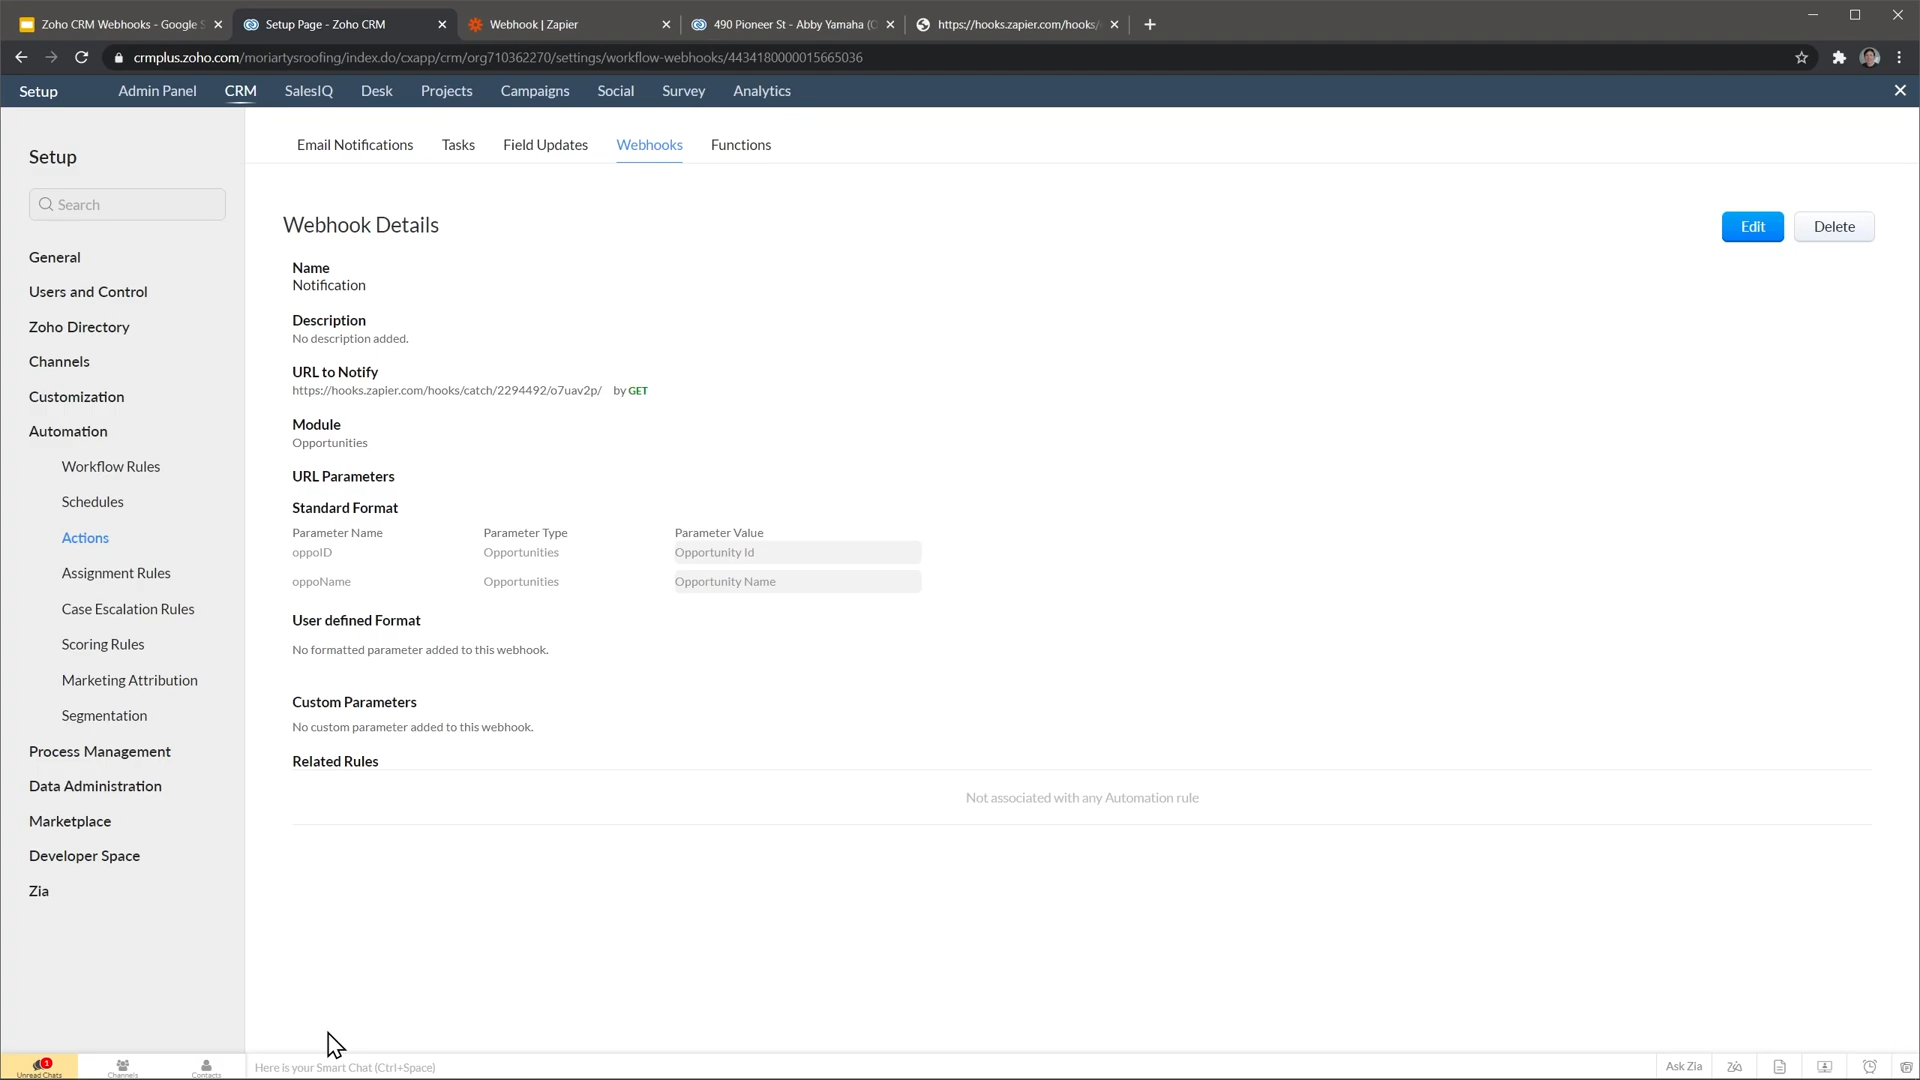 Zoho CRM Webhooks - Google S
Setup Page - Zoho CRM
Webhook | Zapier
490 Pioneer St - Abby Yamaha (O
https://hooks.zapier.com/hooks/
crmplus.zoho.com/moriartysroofing/index.do/cxapp/crm/org710362270/settings/workflow-webhooks/4434180000015665036
Setup
Admin Panel
CRM
SalesIQ
Desk
Projects
Campaigns
Social
Survey
Analytics
Setup
Search
General
Users and Control
Zoho Directory
Channels
Customization
Automation
Workflow Rules
Schedules
Actions
Assignment Rules
Case Escalation Rules
Scoring Rules
Marketing Attribution
Segmentation
Process Management
Data Administration
Marketplace
Developer Space
Zia
Email Notifications
Tasks
Field Updates
Webhooks
Functions
Webhook Details
Edit
Delete
Name
Notification
Description
No description added.
URL to Notify
https://hooks.zapier.com/hooks/catch/2294492/o7uav2p/ by GET
Module
Opportunities
URL Parameters
Standard Format
Parameter Name Parameter Type Parameter Value
oppoID Opportunities Opportunity Id
oppoName Opportunities Opportunity Name
User defined Format
No formatted parameter added to this webhook.
Custom Parameters
No custom parameter added to this webhook.
Related Rules
Not associated with any Automation rule
1
Unread Chats
Channels
Contacts
Here is your Smart Chat (Ctrl+Space)
Ask Zia